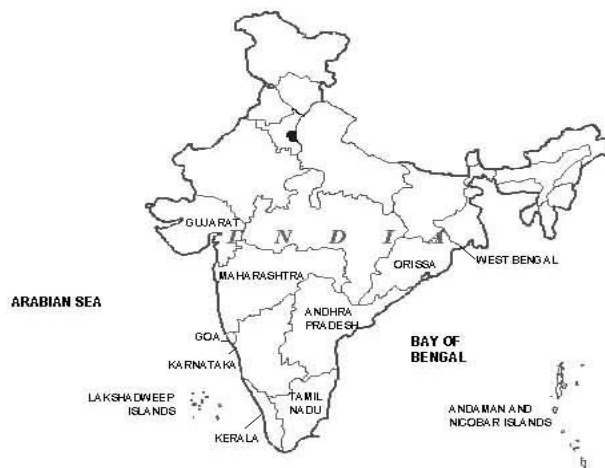 GUJARAT
INDIA
WEST BENGAL
ORISSA
MAHARASHTRA
ARABIAN SEA
ANDHRA
PRADESH
GOA
BAY OF
BENGAL
KARNATAKA
LAKSHADWEEP
ISLANDS
TAMIL
NADU
ANDAMAN AND
NICOBAR ISLANDS
KERALA